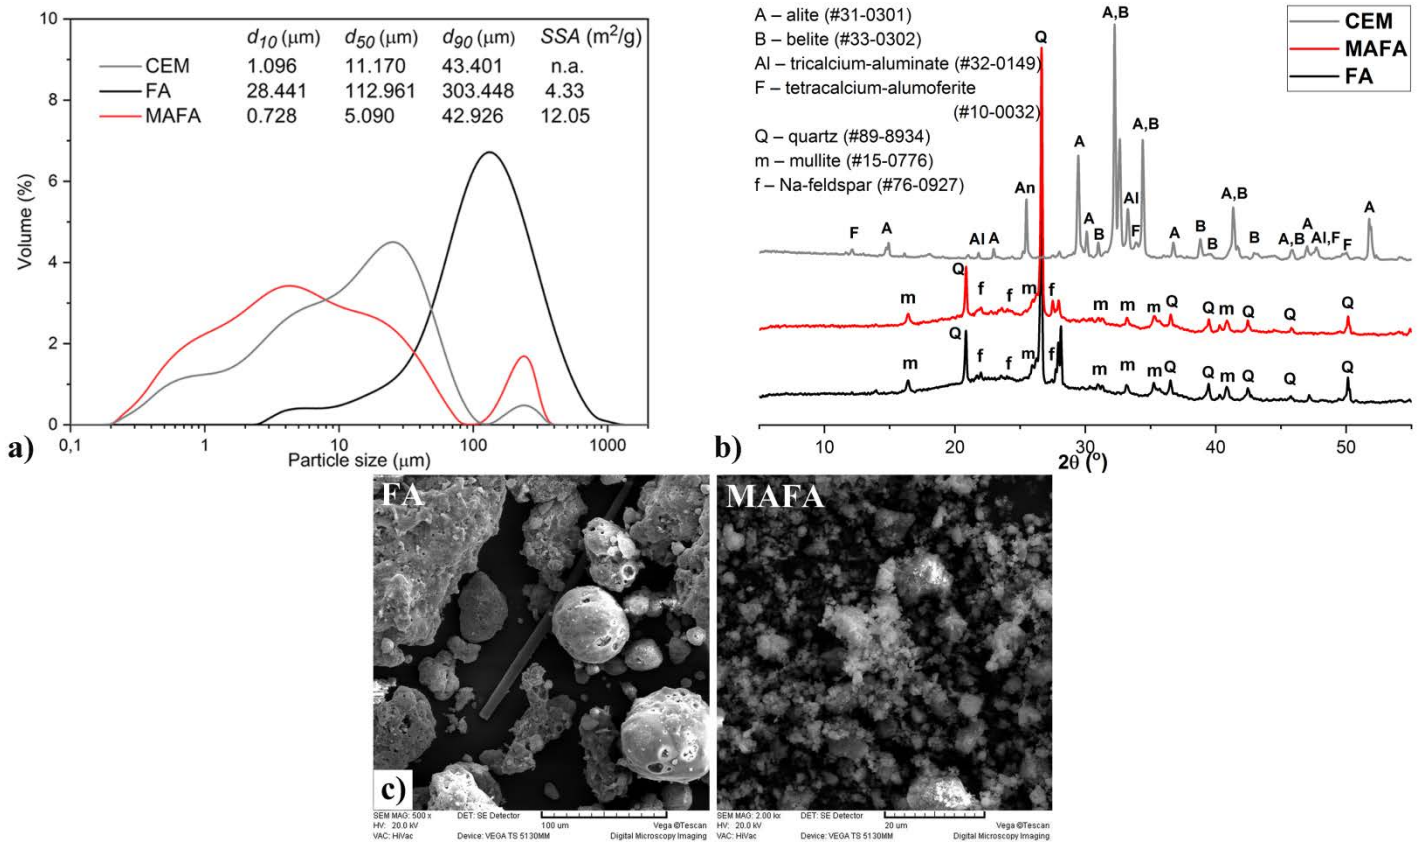 10
8
6
4
2
0
Volume (%)
d10 (μm) d50 (μm) d90 (μm) SSA (m²/g)
CEM 1.096 11.170 43.401 n.a.
FA 28.441 112.961 303.448 4.33
MAFA 0.728 5.090 42.926 12.05
0,1 1 10 100 1000
Particle size (μm)
a)
A – alite (#31-0301)
B – belite (#33-0302)
Al – tricalcium-aluminate (#32-0149)
F – tetracalcium-alumoferite
(#10-0032)
Q – quartz (#89-8934)
m – mullite (#15-0776)
f – Na-feldspar (#76-0927)
CEM
MAFA
FA
F A Al A An Q A A B A,B Al F A,B A B B A,B B A,B A Al,F F A
m Q f f m f m m m Q Q m Q Q Q
m Q f f m f m m m Q Q m Q Q Q
10 20 30 40 50
2θ (º)
b)
FA
c)
SEM MAG: 500 x DET: SE Detector
HV: 20.0 kV 100 um Vega ©Tescan
VAC: HiVac Device: VEGA TS 5130MM Digital Microscopy Imaging
MAFA
SEM MAG: 2.00 kx DET: SE Detector
HV: 20.0 kV 20 um Vega ©Tescan
VAC: HiVac Device: VEGA TS 5130MM Digital Microscopy Imaging